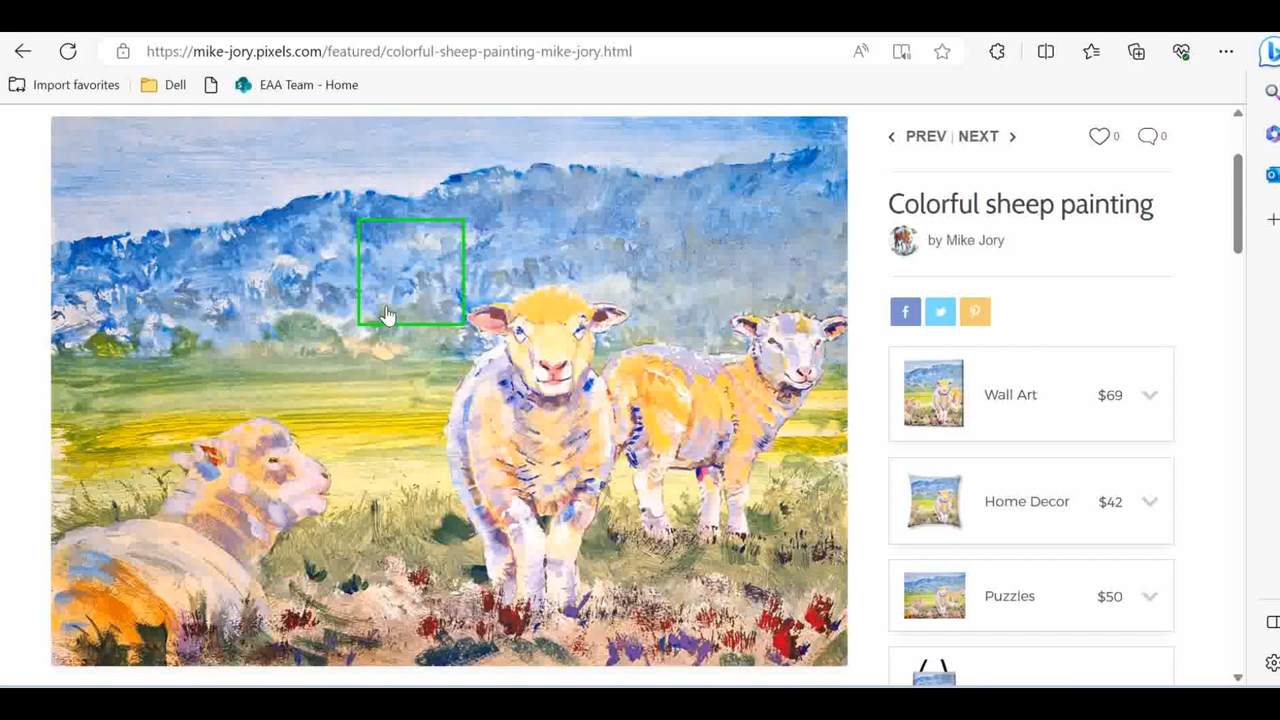 https://mike-jory.pixels.com/featured/colorful-sheep-painting-mike-jory.html
Import favorites
Dell
EAA Team - Home
PREV | NEXT
0
0
Colorful sheep painting
by Mike Jory
Wall Art $69
Home Decor $42
Puzzles $50